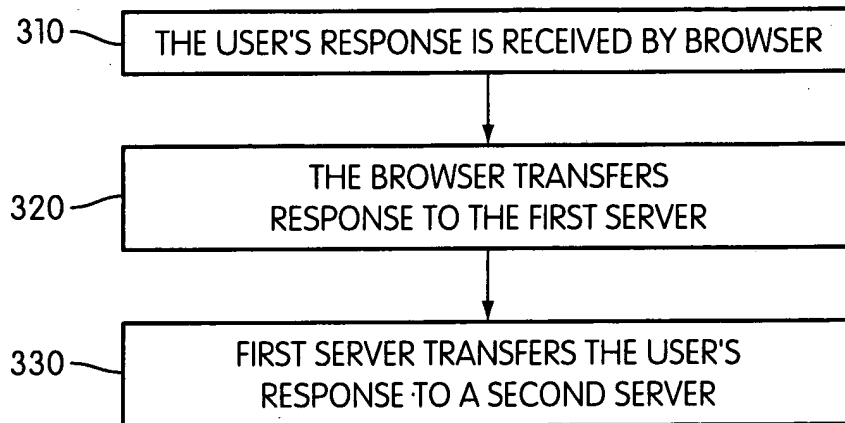 310
THE USER'S RESPONSE IS RECEIVED BY BROWSER
320
THE BROWSER TRANSFERS
RESPONSE TO THE FIRST SERVER
330
FIRST SERVER TRANSFERS THE USER'S
RESPONSE TO A SECOND SERVER